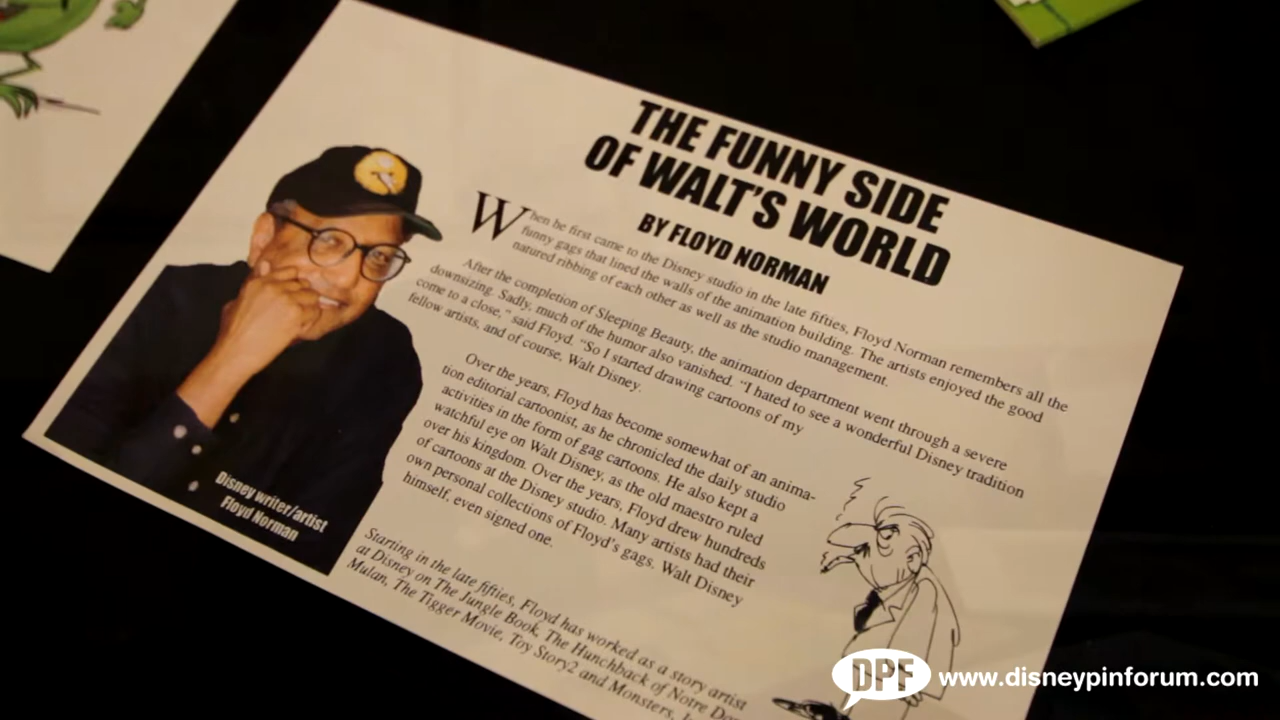 THE FUNNY SIDE
OF WALT'S WORLD
BY FLOYD NORMAN
When he first came to the Disney studio in the late fifties, Floyd Norman remembers all the
funny gags that lined the walls of the animation building. The artists enjoyed the good
natured ribbing of each other as well as the studio management.
After the completion of Sleeping Beauty, the animation department went through a severe
downsizing. Sadly, much of the humor also vanished. "I hated to see a wonderful Disney tradition
come to a close," said Floyd. "So I started drawing cartoons of my
fellow artists, and of course, Walt Disney.
Over the years, Floyd has become somewhat of an anima-
tion editorial cartoonist, as he chronicled the daily studio
activities in the form of gag cartoons. He also kept a
watchful eye on Walt Disney, as the old maestro ruled
over his kingdom. Over the years, Floyd drew hundreds
of cartoons at the Disney studio. Many artists had their
own personal collections of Floyd's gags. Walt Disney
himself, even signed one.
Starting in the late fifties, Floyd has worked as a story artist
at Disney on The Jungle Book, The Hunchback of Notre
Mulan, The Tigger Movie, Toy Story2 and Monsters,
Disney writer/artist
Floyd Norman
DPF www.disneypinforum.com